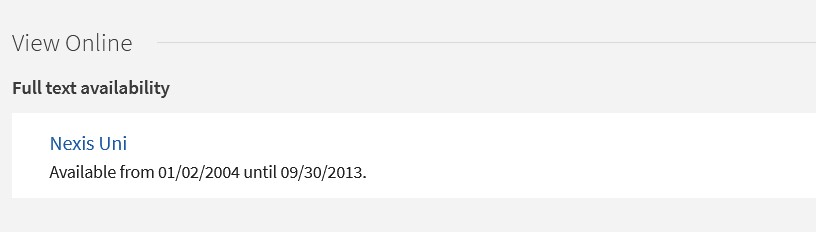 View Online
Full text availability
Nexis Uni
Available from 01/02/2004 until 09/30/2013.